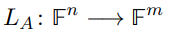 L_A : 𝔽^n ⟶ 𝔽^m